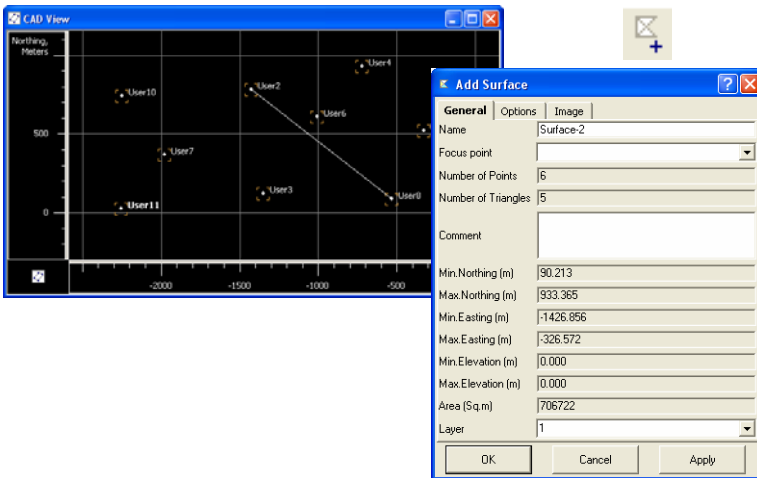 CAD View
Northing,
Meters
User4
User2
User10
User6
500
User7
User3
User0
User11
0
-2000
-1500
-1000
-500
Add Surface
General Options Image
Name Surface-2
Focus point
Number of Points 6
Number of Triangles 5
Comment
Min.Northing (m) 90.213
Max.Northing (m) 933.365
Min.Easting (m) -1426.856
Max.Easting (m) -326.572
Min.Elevation (m) 0.000
Max.Elevation (m) 0.000
Area (Sq.m) 706722
Layer 1
OK Cancel Apply